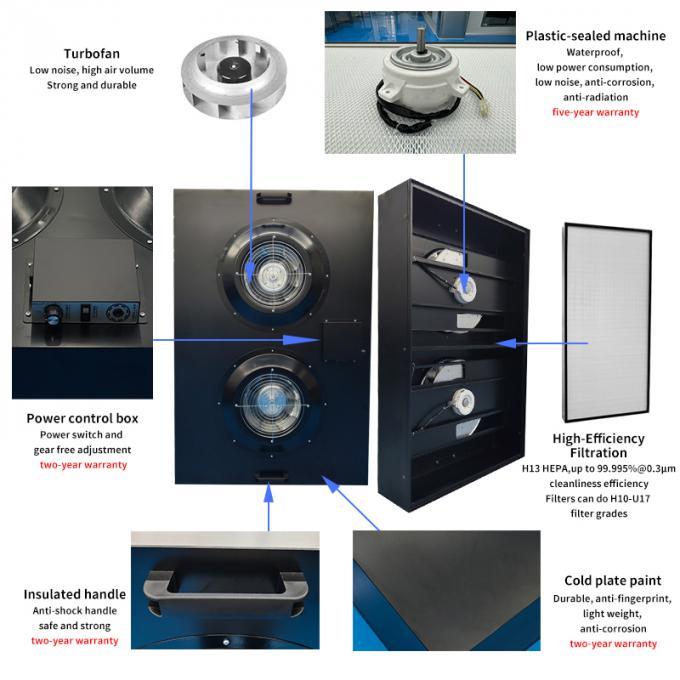 Turbofan
Low noise, high air volume
Strong and durable
Plastic-sealed machine
Waterproof,
low power consumption,
low noise, anti-corrosion,
anti-radiation
five-year warranty
Power control box
Power switch and
gear free adjustment
two-year warranty
High-Efficiency
Filtration
H13 HEPA,up to 99.995%@0.3μm
cleanliness efficiency
Filters can do H10-U17
filter grades
Insulated handle
Anti-shock handle
safe and strong
two-year warranty
Cold plate paint
Durable, anti-fingerprint,
light weight,
anti-corrosion
two-year warranty